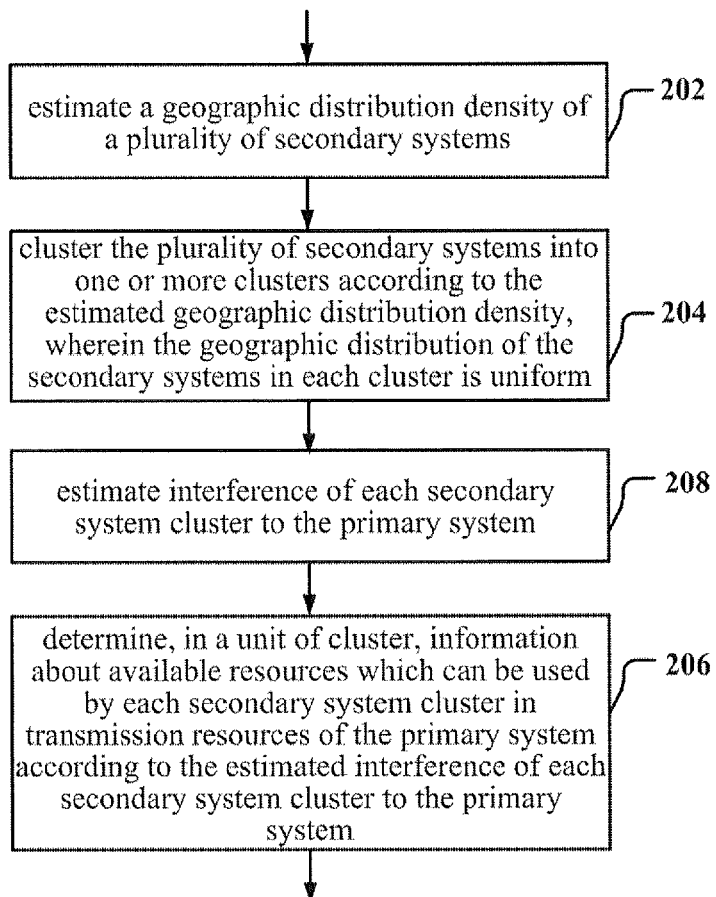 estimate a geographic distribution density of
a plurality of secondary systems
202
cluster the plurality of secondary systems into
one or more clusters according to the
estimated geographic distribution density,
wherein the geographic distribution of the
secondary systems in each cluster is uniform
204
estimate interference of each secondary
system cluster to the primary system
208
determine, in a unit of cluster, information
about available resources which can be used
by each secondary system cluster in
transmission resources of the primary system
according to the estimated interference of each
secondary system cluster to the primary
system
206